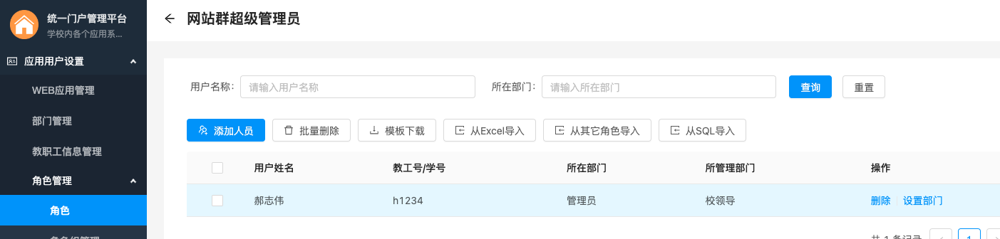 统一门户管理平台
学校内各个应用系...
应用用户设置
WEB应用管理
部门管理
教职工信息管理
角色管理
角色
网站群超级管理员
用户名称: 请输入用户名称 所在部门: 请输入所在部门 查询 重置
添加人员 批量删除 模板下载 从Excel导入 从其它角色导入 从SQL导入
用户姓名 教工号/学号 所在部门 所管理部门 操作
郝志伟 h1234 管理员 校领导 删除 设置部门
共 1 条记录 1